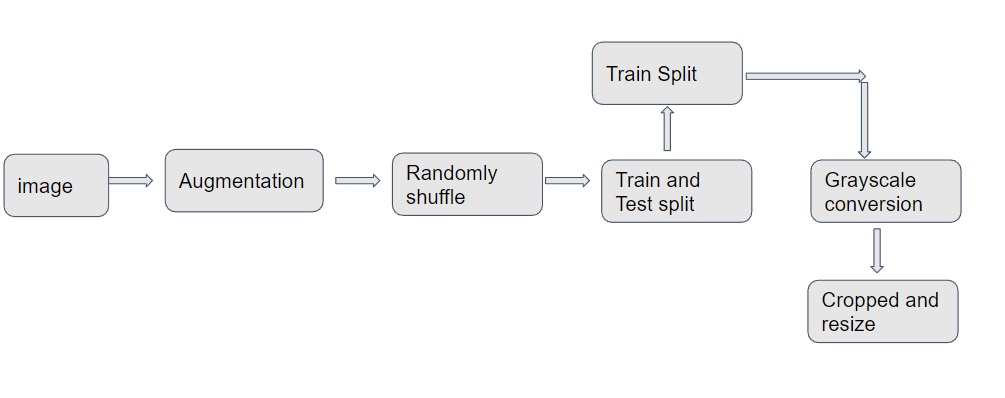 image
Augmentation
Randomly
shuffle
Train and
Test split
Train Split
Grayscale
conversion
Cropped and
resize